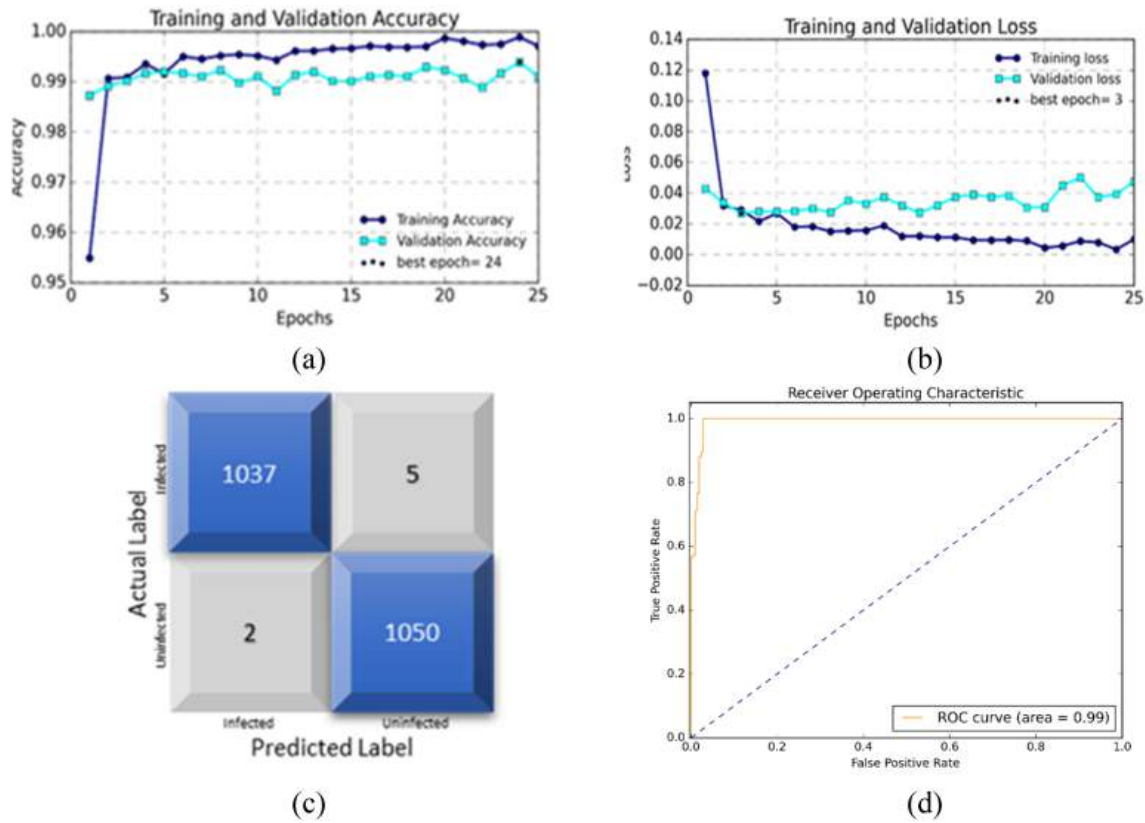 Training and Validation Accuracy
1.00
0.99
0.98
0.97
0.96
0.95
Accuracy
Training Accuracy
Validation Accuracy
best epoch= 24
0 5 10 15 20 25
Epochs
(a)
Training and Validation Loss
0.14
0.12
0.10
0.08
0.06
0.04
0.02
0.00
−0.02
Loss
Training loss
Validation loss
best epoch= 3
0 5 10 15 20 25
Epochs
(b)
Actual Label
Infected
Uninfected
1037 5
2 1050
Infected Uninfected
Predicted Label
(c)
Receiver Operating Characteristic
1.0
0.8
0.6
0.4
0.2
0.0
True Positive Rate
ROC curve (area = 0.99)
0.0 0.2 0.4 0.6 0.8 1.0
False Positive Rate
(d)